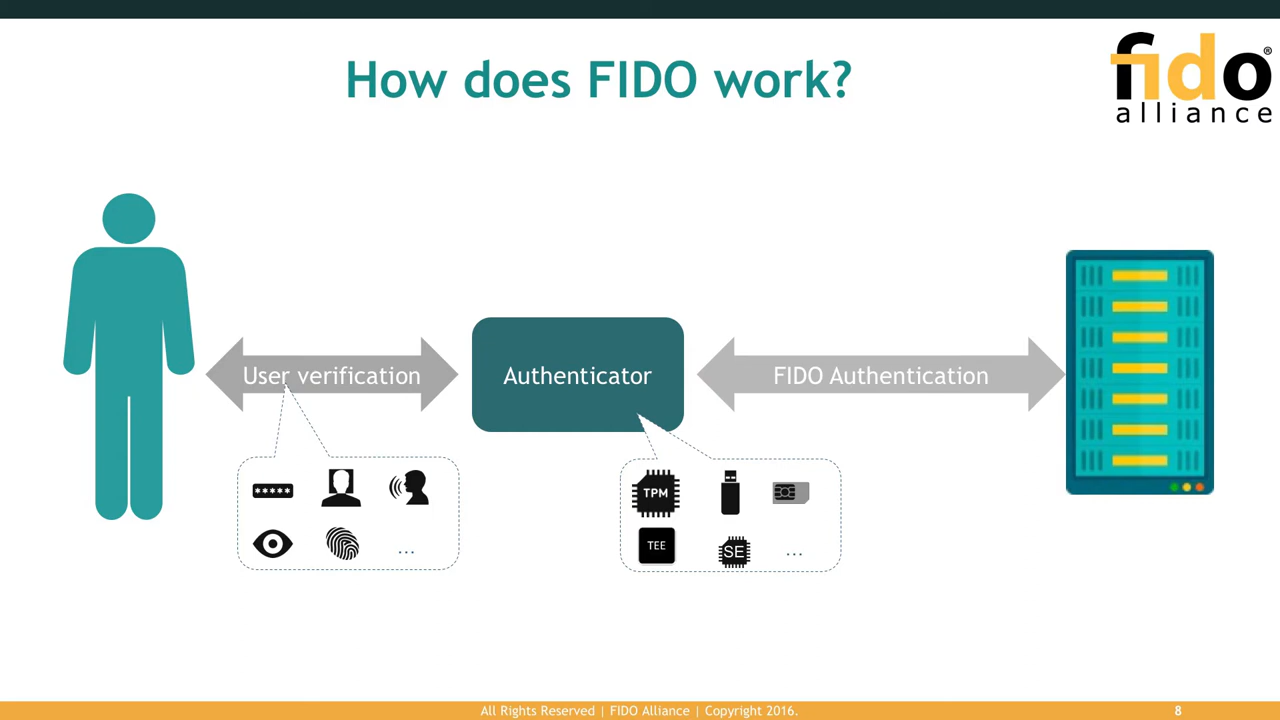 How does FIDO work?
fido®
alliance
User verification
Authenticator
FIDO Authentication
*****
TPM
TEE
SE
...
...
All Rights Reserved | FIDO Alliance | Copyright 2016.
8